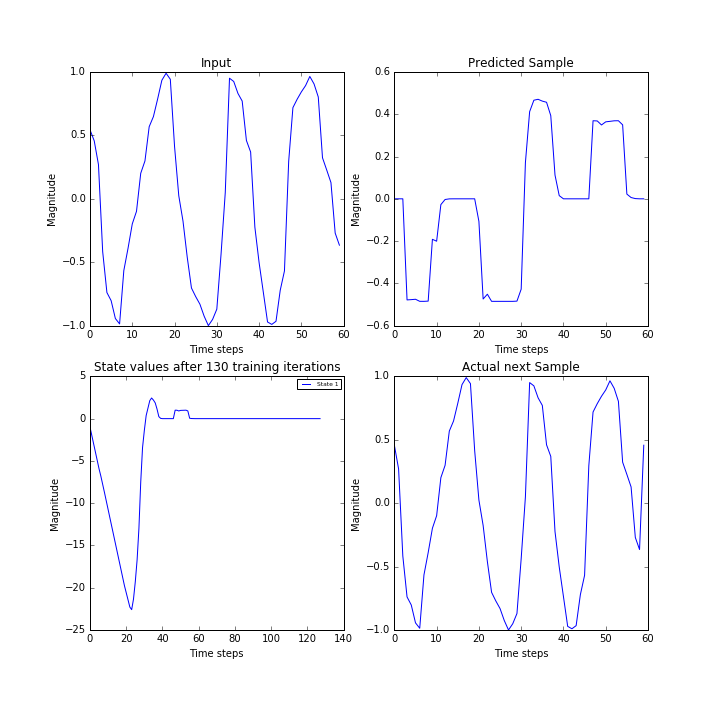 Input
Predicted Sample
1.0
0.5
0.0
−0.5
−1.0
Magnitude
0 10 20 30 40 50 60
Time steps
0.6
0.4
0.2
0.0
−0.2
−0.4
−0.6
Magnitude
0 10 20 30 40 50 60
Time steps
State values after 130 training iterations
Actual next Sample
5
0
−5
−10
−15
−20
−25
Magnitude
State 1
0 20 40 60 80 100 120 140
Time steps
1.0
0.5
0.0
−0.5
−1.0
Magnitude
0 10 20 30 40 50 60
Time steps